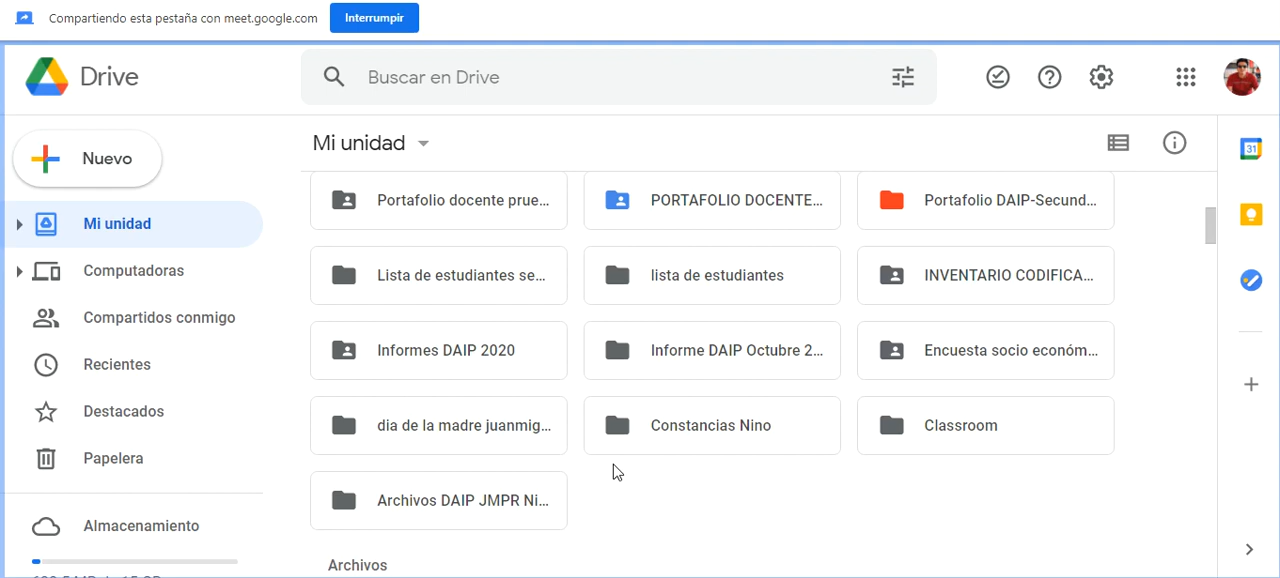 Compartiendo esta pestaña con meet.google.com
Interrumpir
Drive
Buscar en Drive
Nuevo
Mi unidad
Portafolio docente prue...
PORTAFOLIO DOCENTE...
Portafolio DAIP-Secund...
Mi unidad
Computadoras
Lista de estudiantes se...
lista de estudiantes
INVENTARIO CODIFICA...
Compartidos conmigo
Informes DAIP 2020
Informe DAIP Octubre 2...
Encuesta socio económ...
Recientes
Destacados
dia de la madre juanmig...
Constancias Nino
Classroom
Papelera
Archivos DAIP JMPR Ni...
Almacenamiento
Archivos
31